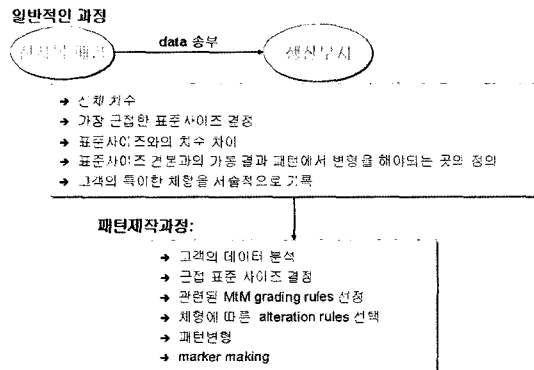 일반적인 과정
data 송부
생산부서
→ 신체 치수
→ 가장 근접한 표준사이즈 결정
→ 표준사이즈와의 치수 차이
→ 표준사이즈 견본과의 가봉 결과 패턴에서 변형을 해야되는 곳의 정의
→ 고객의 특이한 체형을 서술적으로 기록
패턴제작과정:
→ 고객의 데이터 분석
→ 근접 표준 사이즈 결정
→ 관련된 MtM grading rules 선정
→ 체형에 따른 alteration rules 선택
→ 패턴변형
→ marker making